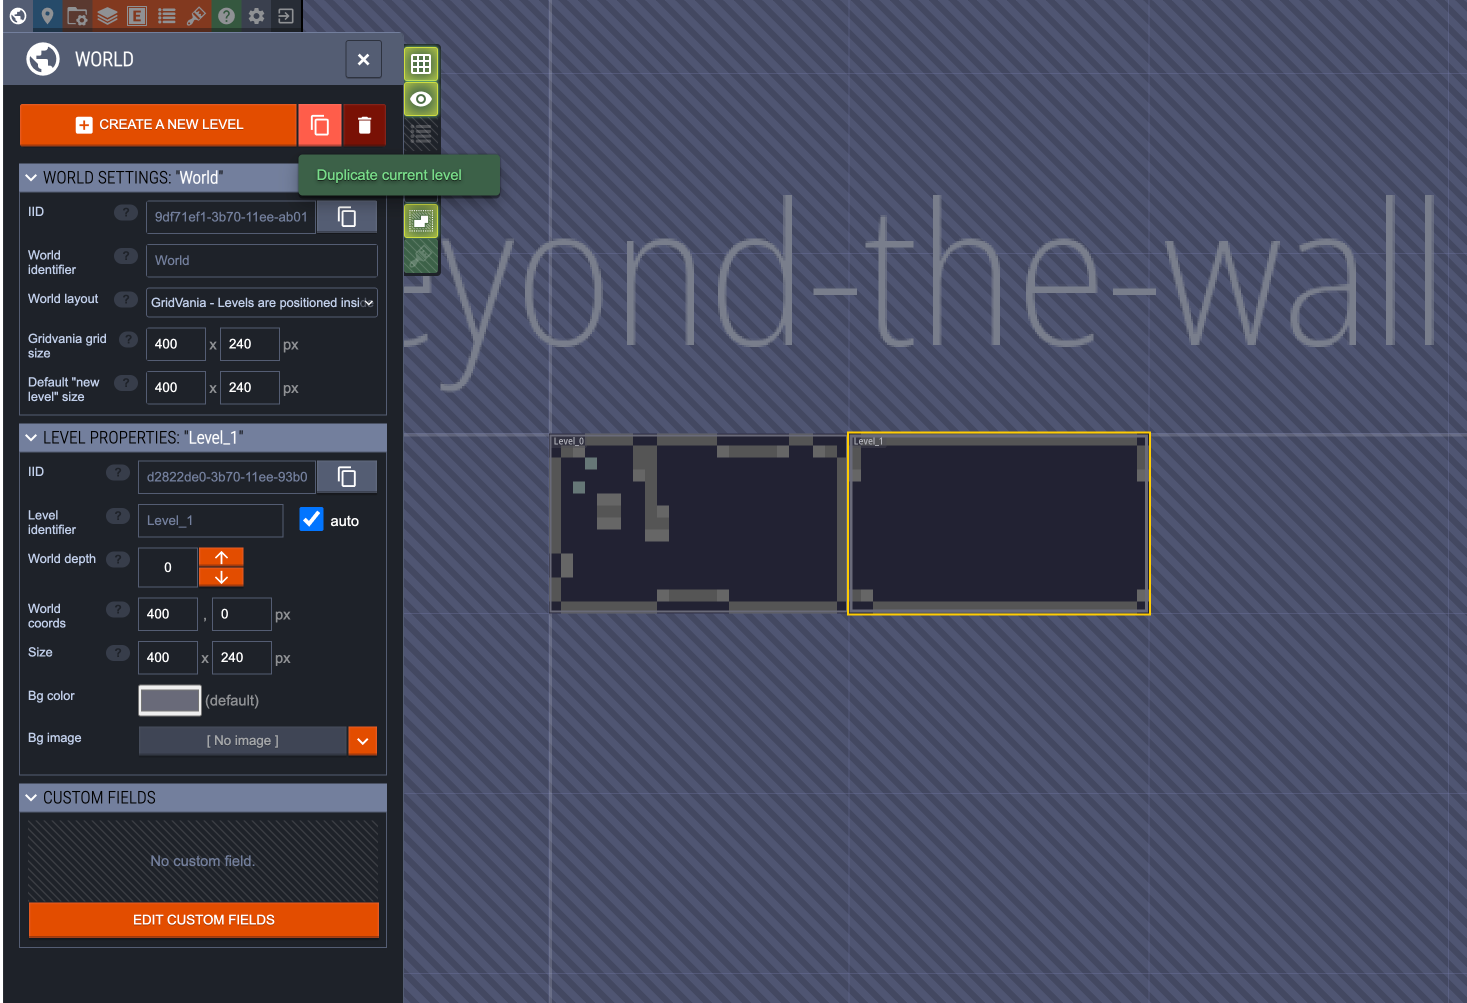 E
WORLD
CREATE A NEW LEVEL
Duplicate current level
WORLD SETTINGS: "World"
IID ? 9df71ef1-3b70-11ee-ab01
World identifier ? World
World layout ? GridVania - Levels are positioned insid
Gridvania grid size ? 400 x 240 px
Default "new level" size ? 400 x 240 px
LEVEL PROPERTIES: "Level_1"
IID ? d2822de0-3b70-11ee-93b0
Level identifier ? Level_1 auto
World depth ? 0
World coords ? 400 , 0 px
Size ? 400 x 240 px
Bg color (default)
Bg image [ No image ]
CUSTOM FIELDS
No custom field.
EDIT CUSTOM FIELDS
eyond-the-wall
Level_0
Level_1